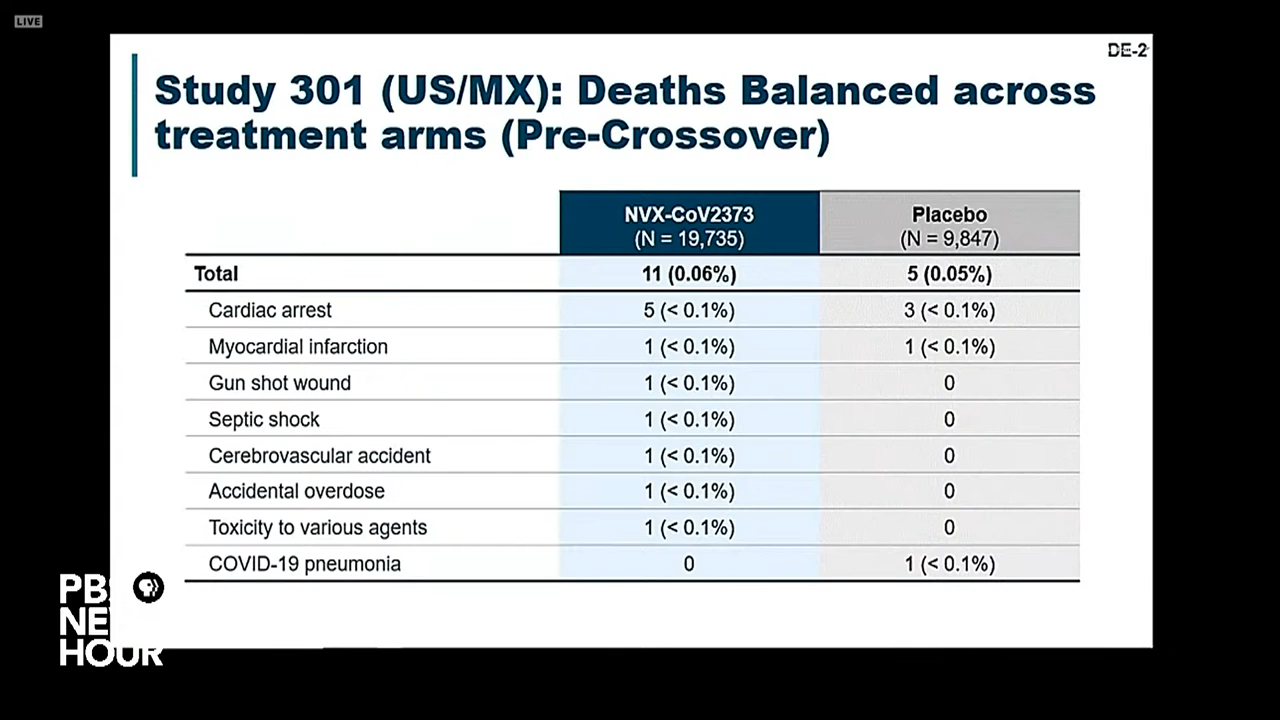 LIVE
DE-2
Study 301 (US/MX): Deaths Balanced across
treatment arms (Pre-Crossover)
NVX-CoV2373 Placebo
(N = 19,735) (N = 9,847)
Total 11 (0.06%) 5 (0.05%)
Cardiac arrest 5 (< 0.1%) 3 (< 0.1%)
Myocardial infarction 1 (< 0.1%) 1 (< 0.1%)
Gun shot wound 1 (< 0.1%) 0
Septic shock 1 (< 0.1%) 0
Cerebrovascular accident 1 (< 0.1%) 0
Accidental overdose 1 (< 0.1%) 0
Toxicity to various agents 1 (< 0.1%) 0
COVID-19 pneumonia 0 1 (< 0.1%)
PB
NE
HOUR